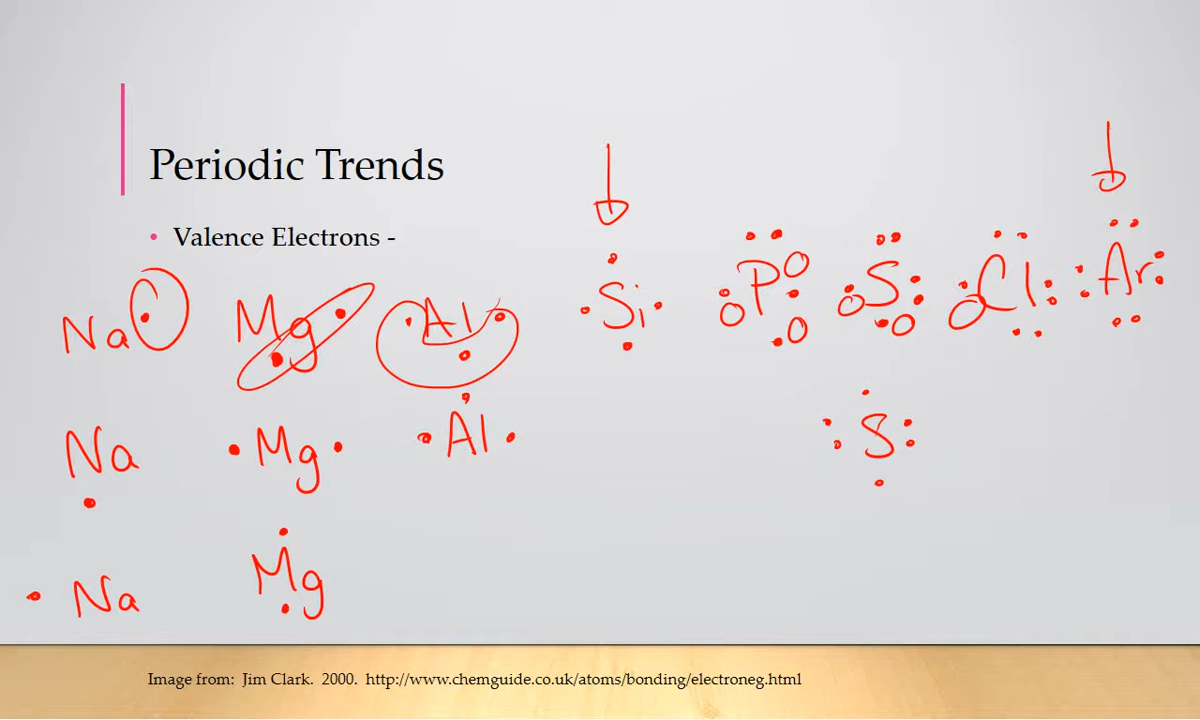 Periodic Trends
• Valence Electrons -
Na Mg Al Si P S Cl Ar
Na Mg Al S
Na Mg
Image from: Jim Clark. 2000. http://www.chemguide.co.uk/atoms/bonding/electroneg.html